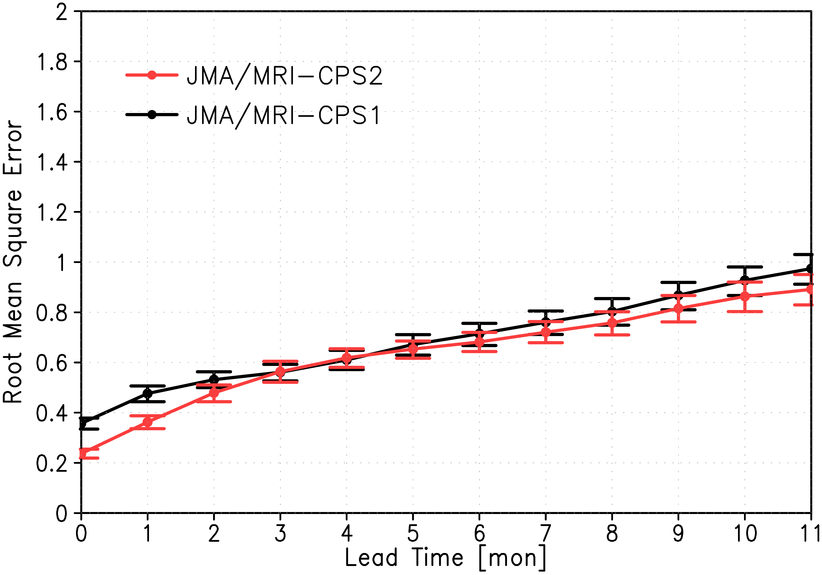 2
1.8
1.6
1.4
1.2
1
0.8
0.6
0.4
0.2
0
Root Mean Square Error
JMA/MRI-CPS2
JMA/MRI-CPS1
0 1 2 3 4 5 6 7 8 9 10 11
Lead Time [mon]